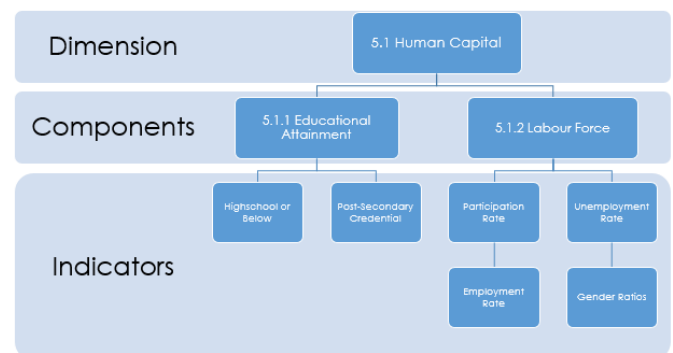 Dimension
5.1 Human Capital
Components
5.1.1 Educational
Attainment
5.1.2 Labour Force
Indicators
Highschool or
Below
Post-Secondary
Credential
Participation
Rate
Unemployment
Rate
Employment
Rate
Gender Ratios